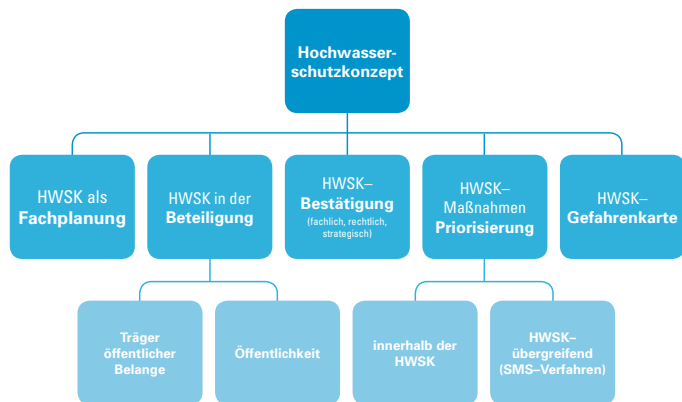 Hochwasser-
schutzkonzept
HWSK als
Fachplanung
HWSK in der
Beteiligung
HWSK–
Bestätigung
(fachlich, rechtlich,
strategisch)
HWSK–
Maßnahmen
Priorisierung
HWSK–
Gefahrenkarte
Träger
öffentlicher
Belange
Öffentlichkeit
innerhalb der
HWSK
HWSK–
übergreifend
(SMS–Verfahren)